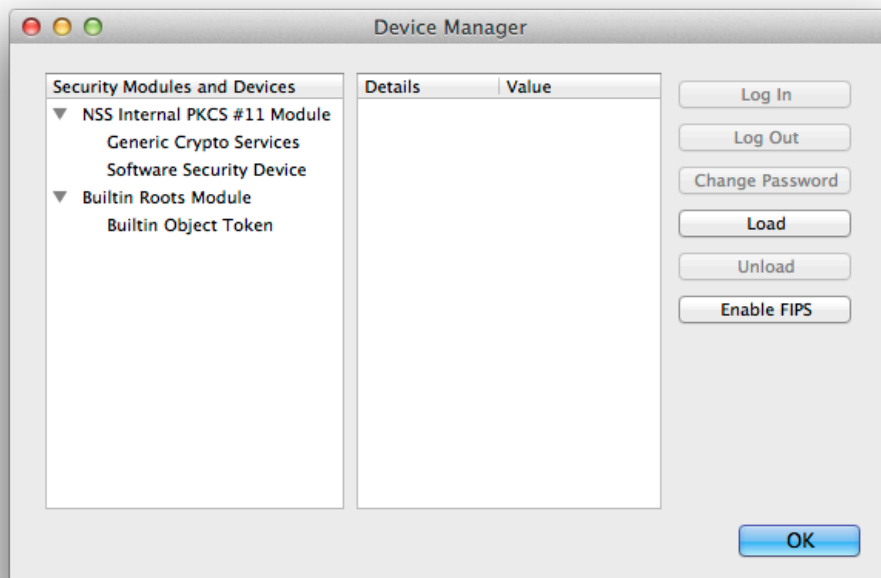 Device Manager
Security Modules and Devices
NSS Internal PKCS #11 Module
Generic Crypto Services
Software Security Device
Builtin Roots Module
Builtin Object Token
Details Value
Log In
Log Out
Change Password
Load
Unload
Enable FIPS
OK